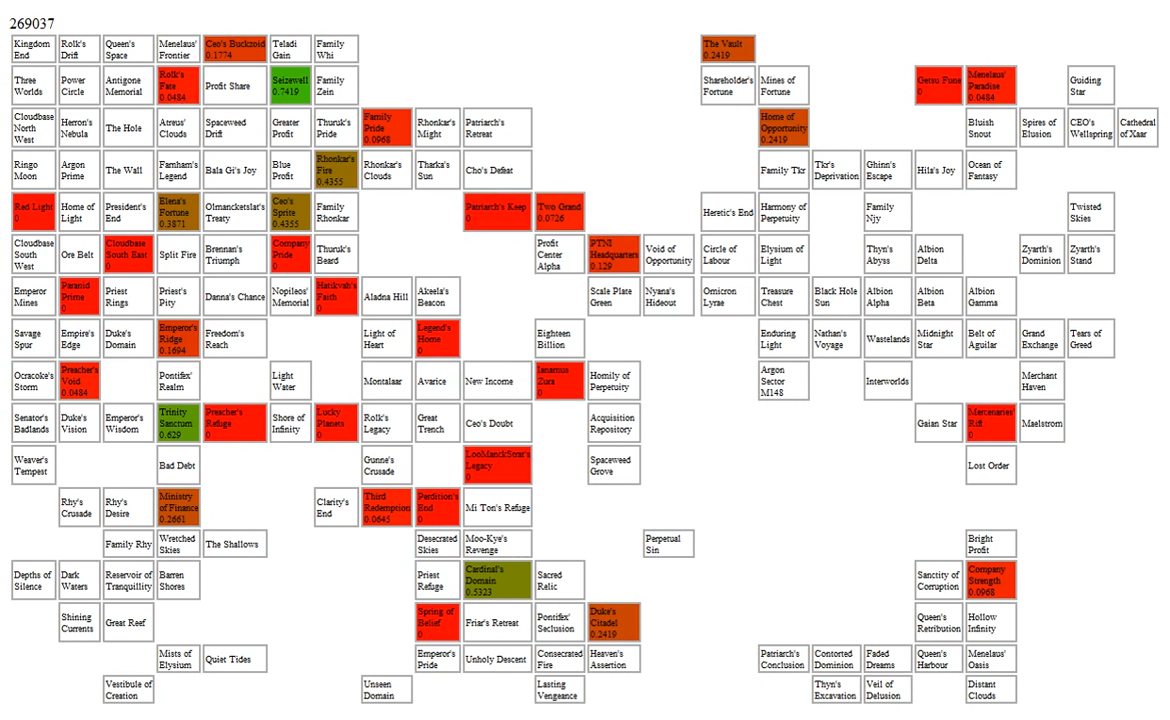 269037
Kingdom End
Rolk's Drift
Queen's Space
Menelaus' Frontier
Ceo's Buckzoid 0.1774
Teladi Gain
Family Whi
The Vault 0.2419
Three Worlds
Power Circle
Antigone Memorial
Rolk's Fate 0.0484
Profit Share
Seizewell 0.7419
Family Zein
Shareholder's Fortune
Mines of Fortune
Getsu Fune 0
Menelaus' Paradise 0.0484
Guiding Star
Cloudbase North West
Herron's Nebula
The Hole
Atreus' Clouds
Spaceweed Drift
Greater Profit
Thuruk's Pride
Family Pride 0.0968
Rhonkar's Might
Patriarch's Retreat
Home of Opportunity 0.2419
Bluish Snout
Spires of Elusion
CEO's Wellspring
Cathedral of Xaar
Ringo Moon
Argon Prime
The Wall
Farnham's Legend
Bala Gi's Joy
Blue Profit
Rhonkar's Fire 0.4355
Rhonkar's Clouds
Tharka's Sun
Cho's Defeat
Family Tkr
Tkr's Deprivation
Ghinn's Escape
Hila's Joy
Ocean of Fantasy
Red Light 0
Home of Light
President's End
Elena's Fortune 0.3871
Olmancketslat's Treaty
Ceo's Sprite 0.4355
Family Rhonkar
Patriarch's Keep 0
Two Grand 0.0726
Heretic's End
Harmony of Perpetuity
Family Njy
Twisted Skies
Cloudbase South West
Ore Belt
Cloudbase South East 0
Split Fire
Brennan's Triumph
Company Pride 0
Thuruk's Beard
Profit Center Alpha
PTNI Headquarters 0.129
Void of Opportunity
Circle of Labour
Elysium of Light
Thyn's Abyss
Albion Delta
Zyarth's Dominion
Zyarth's Stand
Emperor Mines
Paranid Prime 0
Priest Rings
Priest's Pity
Danna's Chance
Nopileos' Memorial
Hatikvah's Faith 0
Aladna Hill
Akeela's Beacon
Scale Plate Green
Nyana's Hideout
Omicron Lyrae
Treasure Chest
Black Hole Sun
Albion Alpha
Albion Beta
Albion Gamma
Savage Spur
Empire's Edge
Duke's Domain
Emperor's Ridge 0.1694
Freedom's Reach
Light of Heart
Legend's Home 0
Eighteen Billion
Enduring Light
Nathan's Voyage
Wastelands
Midnight Star
Belt of Aguilar
Grand Exchange
Tears of Greed
Ocracoke's Storm
Preacher's Void 0.0484
Pontifex' Realm
Light Water
Montalaar
Avarice
New Income
Ianamus Zura 0
Homily of Perpetuity
Argon Sector M148
Interworlds
Merchant Haven
Senator's Badlands
Duke's Vision
Emperor's Wisdom
Trinity Sanctum 0.629
Preacher's Refuge 0
Shore of Infinity
Lucky Planets 0
Rolk's Legacy
Great Trench
Ceo's Doubt
Acquisition Repository
Gaian Star
Mercenaries' Rift 0
Maelstrom
Weaver's Tempest
Bad Debt
Gunne's Crusade
LooManckStrat's Legacy 0
Spaceweed Grove
Lost Order
Rhy's Crusade
Rhy's Desire
Ministry of Finance 0.2661
Clarity's End
Third Redemption 0.0645
Perdition's End 0
Mi Ton's Refuge
Family Rhy
Wretched Skies
The Shallows
Desecrated Skies
Moo-Kye's Revenge
Perpetual Sin
Bright Profit
Depths of Silence
Dark Waters
Reservoir of Tranquillity
Barren Shores
Priest Refuge
Cardinal's Domain 0.5323
Sacred Relic
Sanctity of Corruption
Company Strength 0.0968
Shining Currents
Great Reef
Spring of Belief 0
Friar's Retreat
Pontifex' Seclusion
Duke's Citadel 0.2419
Queen's Retribution
Hollow Infinity
Mists of Elysium
Quiet Tides
Emperor's Pride
Unholy Descent
Consecrated Fire
Heaven's Assertion
Patriarch's Conclusion
Contorted Dominion
Faded Dreams
Queen's Harbour
Menelaus' Oasis
Vestibule of Creation
Unseen Domain
Lasting Vengeance
Thyn's Excavation
Veil of Delusion
Distant Clouds